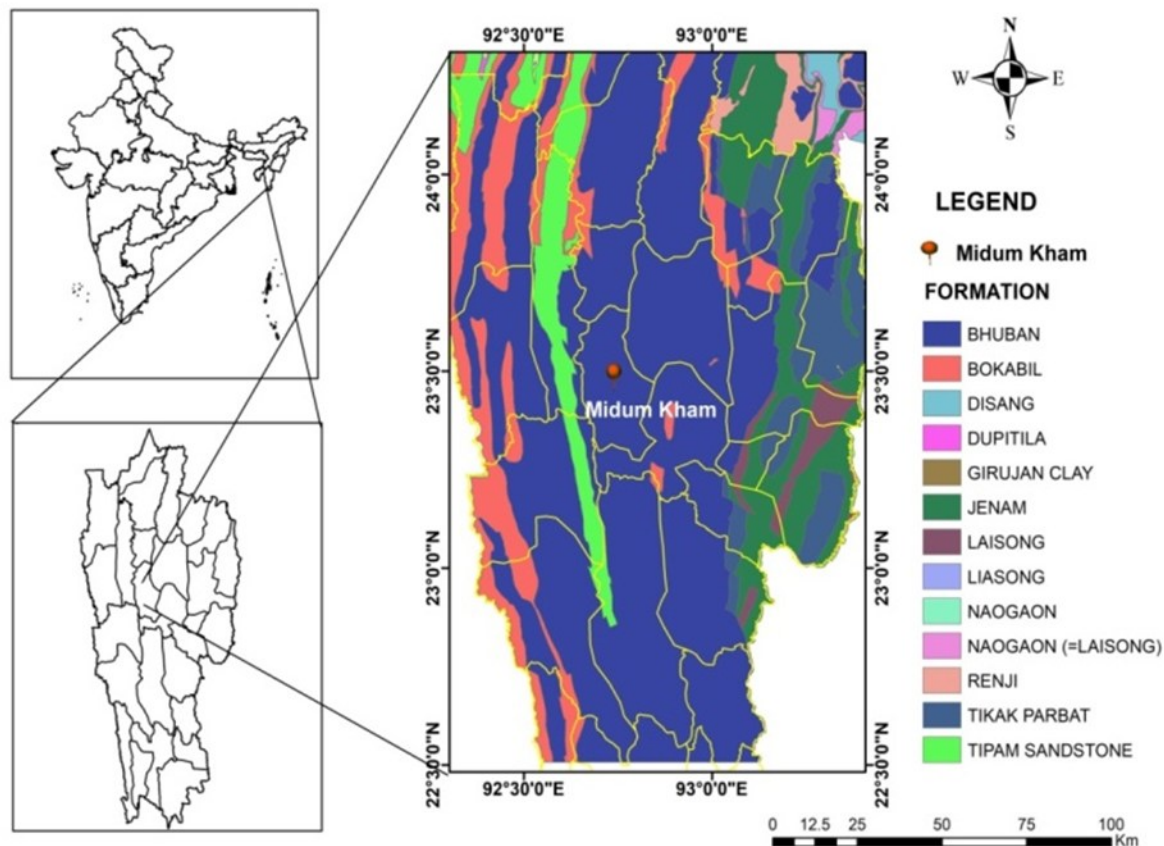 92°30'0"E 93°0'0"E
N
W E
S
24°0'0"N 24°0'0"N
23°30'0"N 23°30'0"N
23°0'0"N 23°0'0"N
22°30'0"N 22°30'0"N
Midum Kham
92°30'0"E 93°0'0"E
LEGEND
Midum Kham
FORMATION
BHUBAN
BOKABIL
DISANG
DUPITILA
GIRUJAN CLAY
JENAM
LAISONG
LIASONG
NAOGAON
NAOGAON (=LAISONG)
RENJI
TIKAK PARBAT
TIPAM SANDSTONE
0 12.5 25 50 75 100
Km